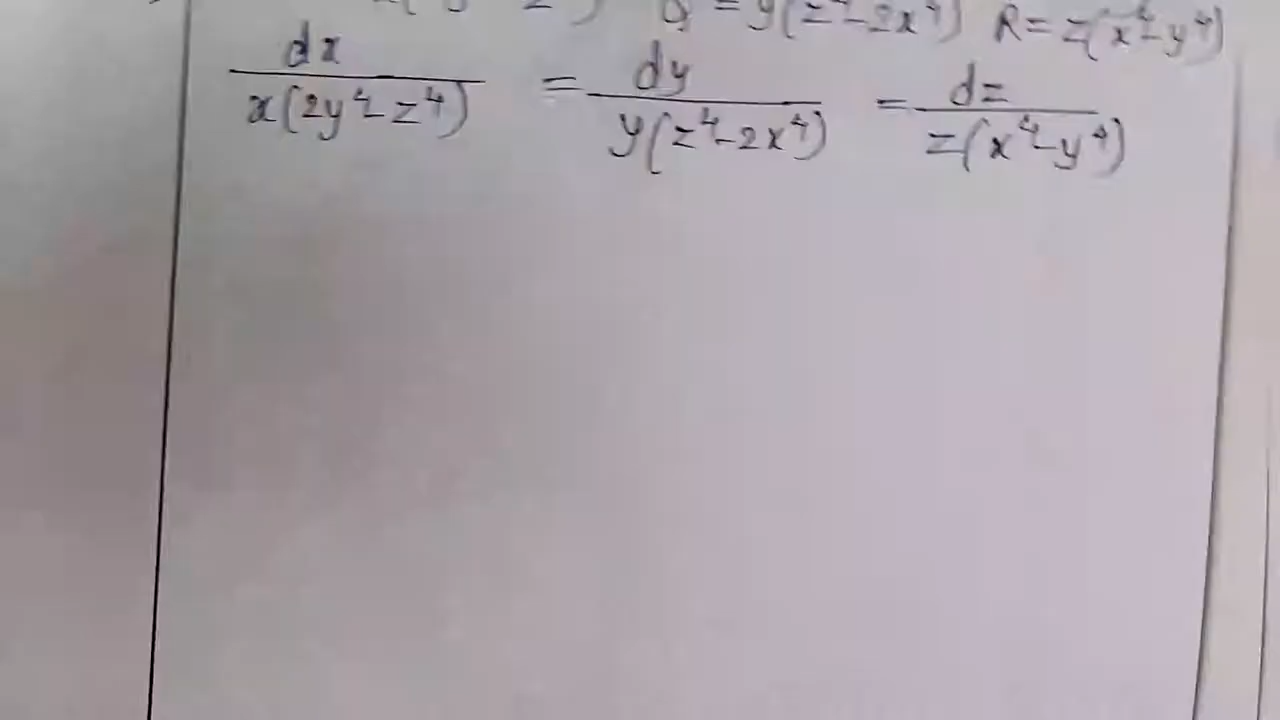 Q = y(z⁴-2x⁴) R = z(x⁴-y⁴)
dx/x(2y⁴-z⁴) = dy/y(z⁴-2x⁴) = dz/z(x⁴-y⁴)